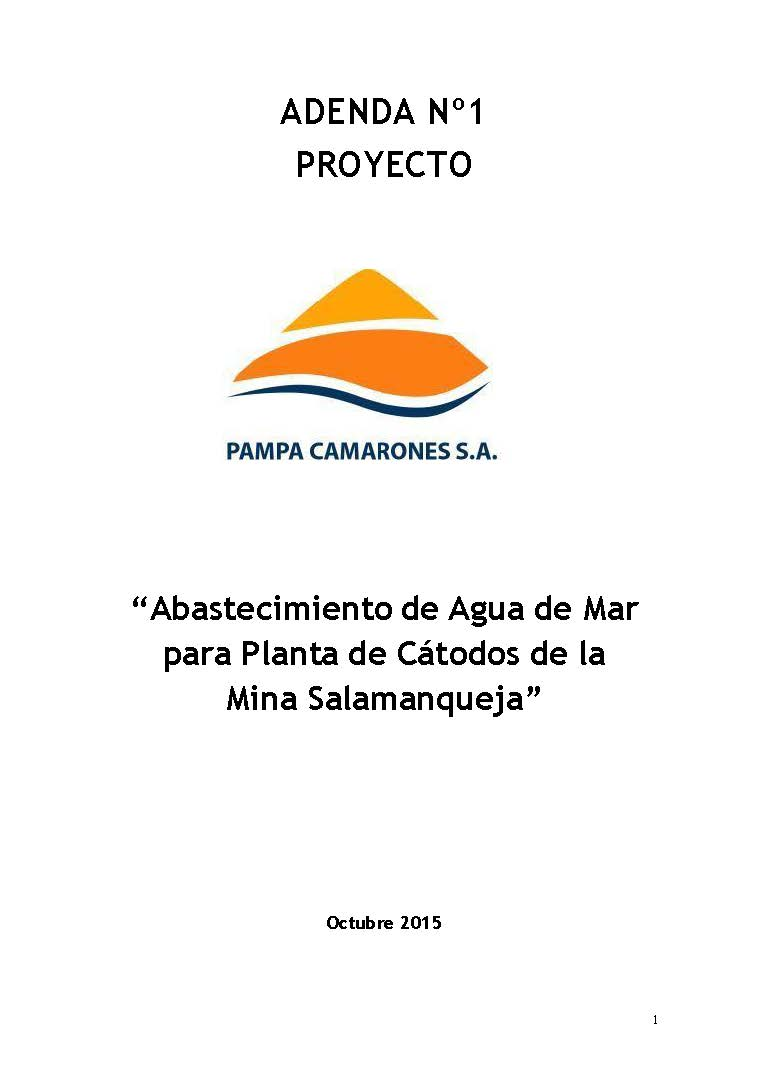 ADENDA Nº1
PROYECTO
PAMPA CAMARONES S.A.
“Abastecimiento de Agua de Mar
para Planta de Cátodos de la
Mina Salamanqueja”
Octubre 2015
1